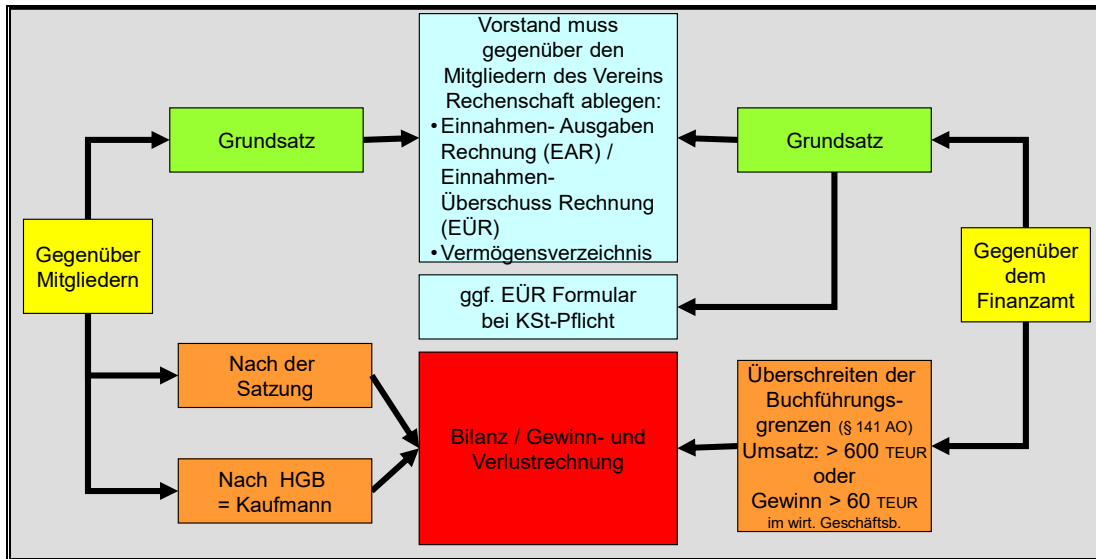 Vorstand muss
gegenüber den
Mitgliedern des Vereins
Rechenschaft ablegen:
• Einnahmen- Ausgaben
Rechnung (EAR) /
Einnahmen-
Überschuss Rechnung
(EÜR)
• Vermögensverzeichnis
Grundsatz
Grundsatz
Gegenüber
Mitgliedern
Gegenüber
dem
Finanzamt
ggf. EÜR Formular
bei KSt-Pflicht
Nach der
Satzung
Bilanz / Gewinn- und
Verlustrechnung
Überschreiten der
Buchführungs-
grenzen (§ 141 AO)
Umsatz: > 600 TEUR
oder
Gewinn > 60 TEUR
im wirt. Geschäftsb.
Nach HGB
= Kaufmann